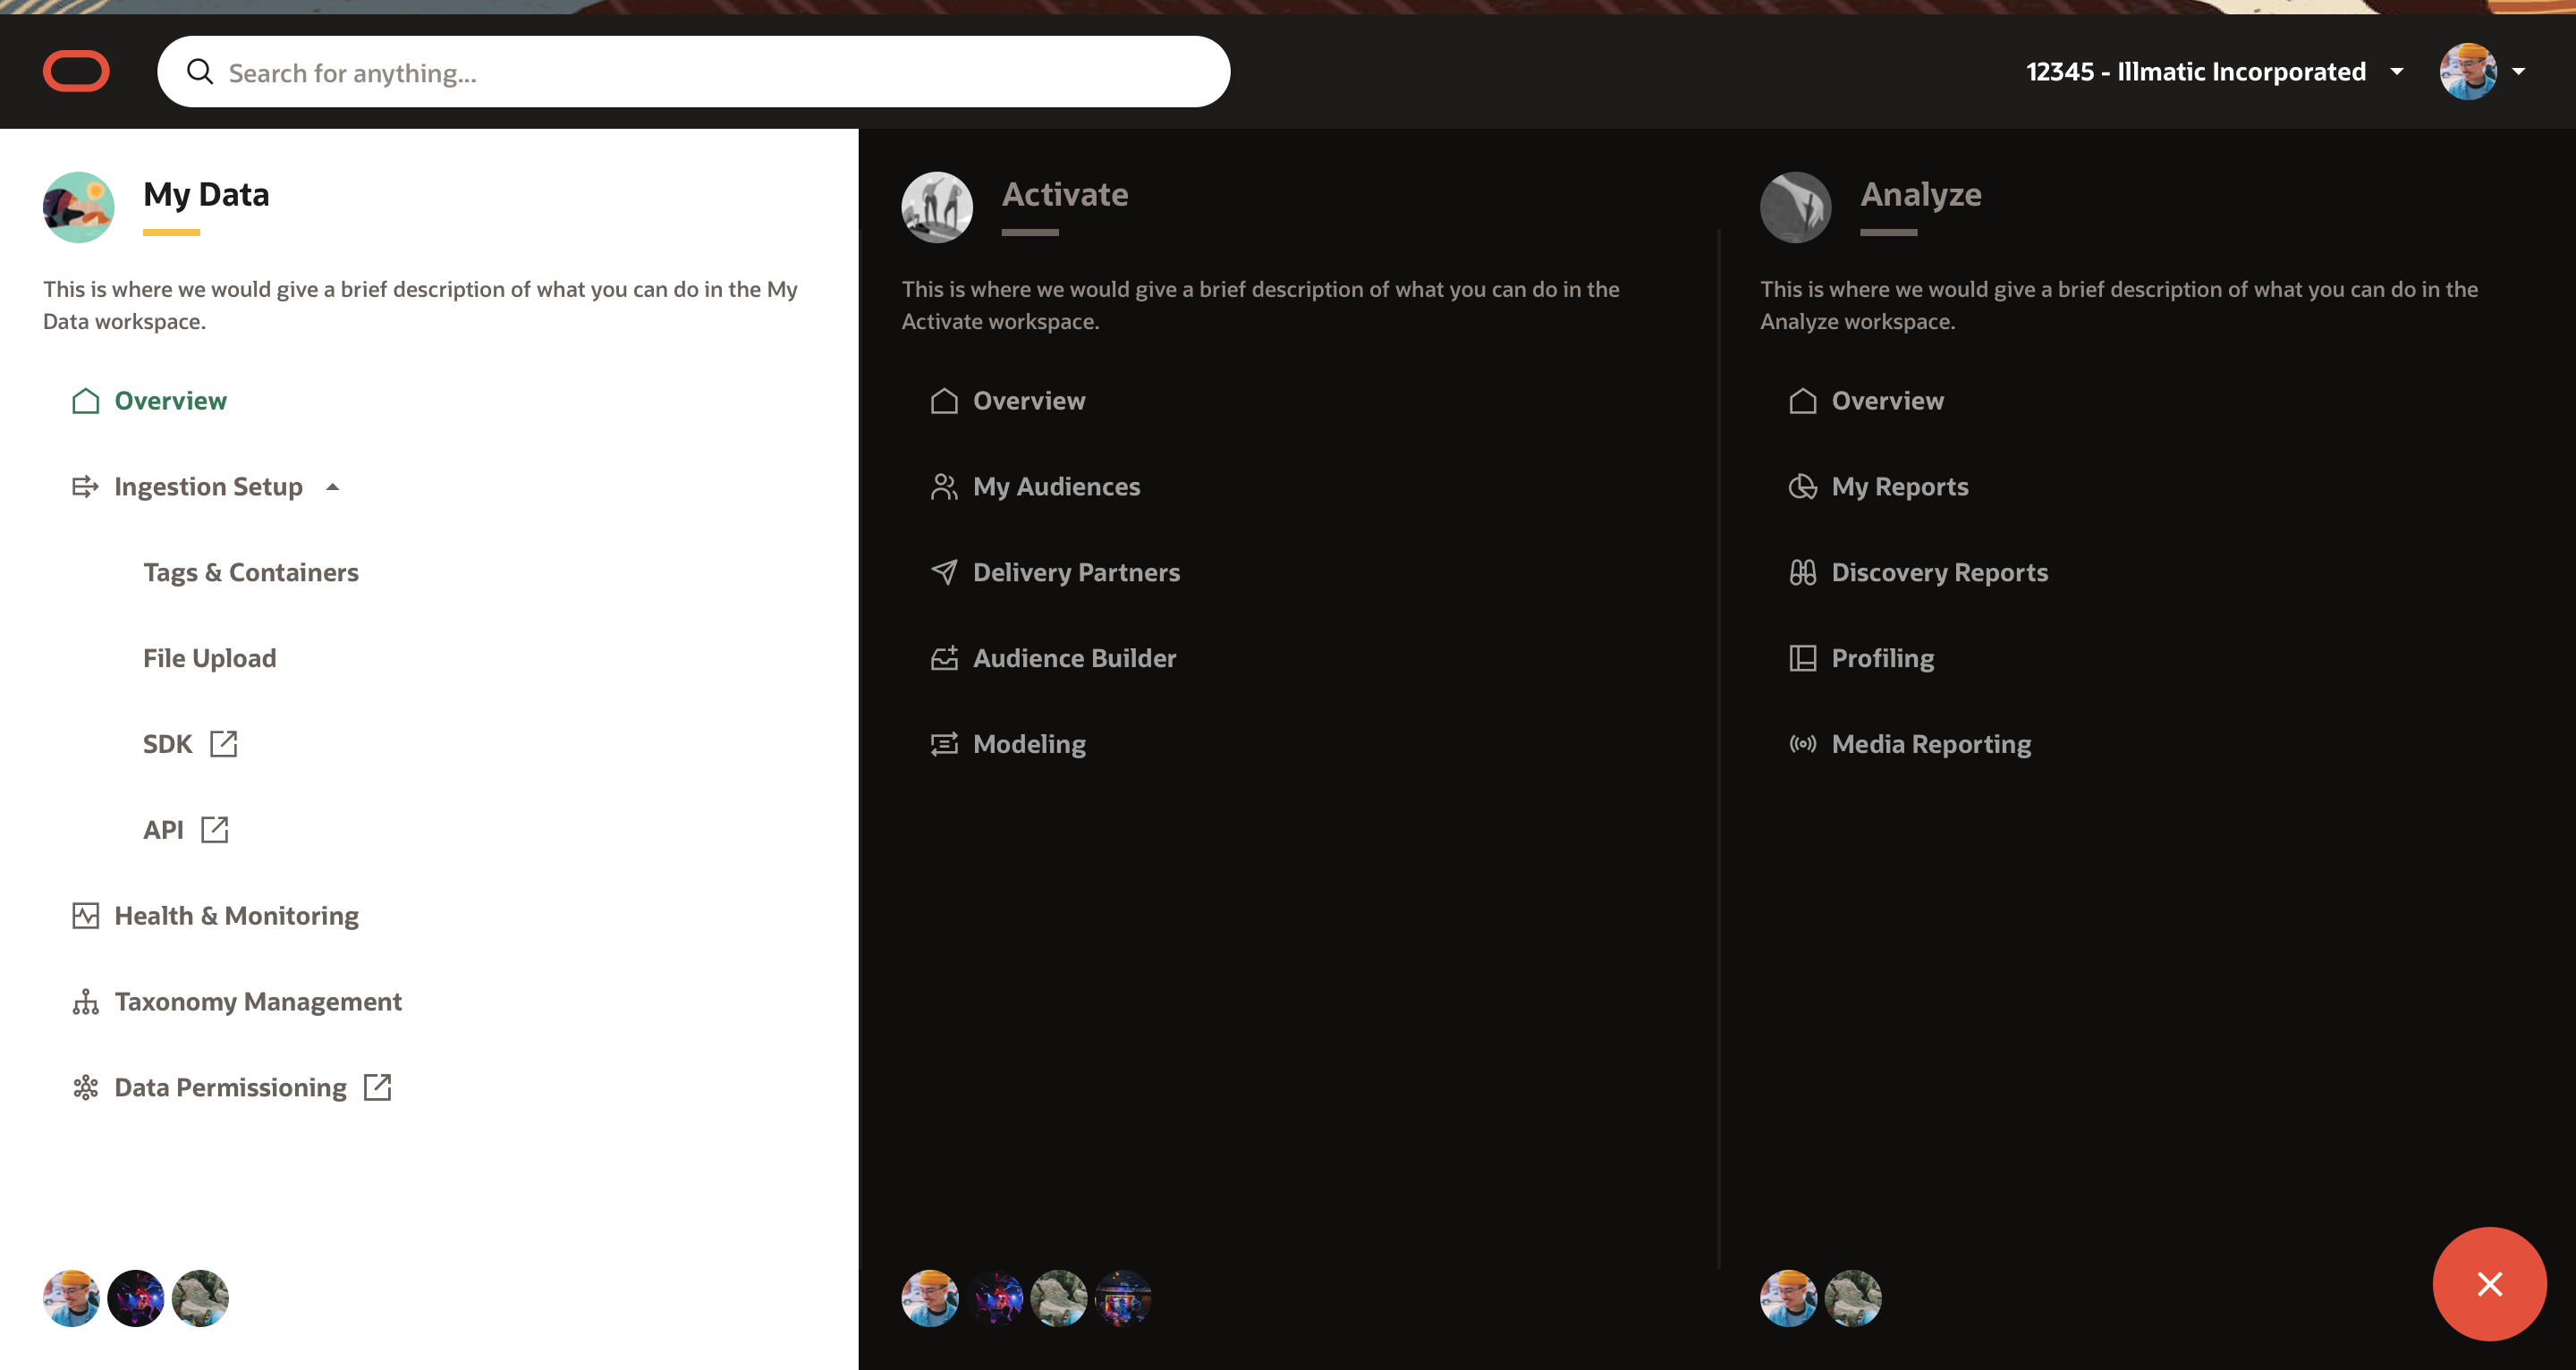 Search for anything...
12345 - Illmatic Incorporated
My Data
This is where we would give a brief description of what you can do in the My
Data workspace.
Overview
Ingestion Setup
Tags & Containers
File Upload
SDK
API
Health & Monitoring
Taxonomy Management
Data Permissioning
Activate
This is where we would give a brief description of what you can do in the
Activate workspace.
Overview
My Audiences
Delivery Partners
Audience Builder
Modeling
Analyze
This is where we would give a brief description of what you can do in the
Analyze workspace.
Overview
My Reports
Discovery Reports
Profiling
Media Reporting